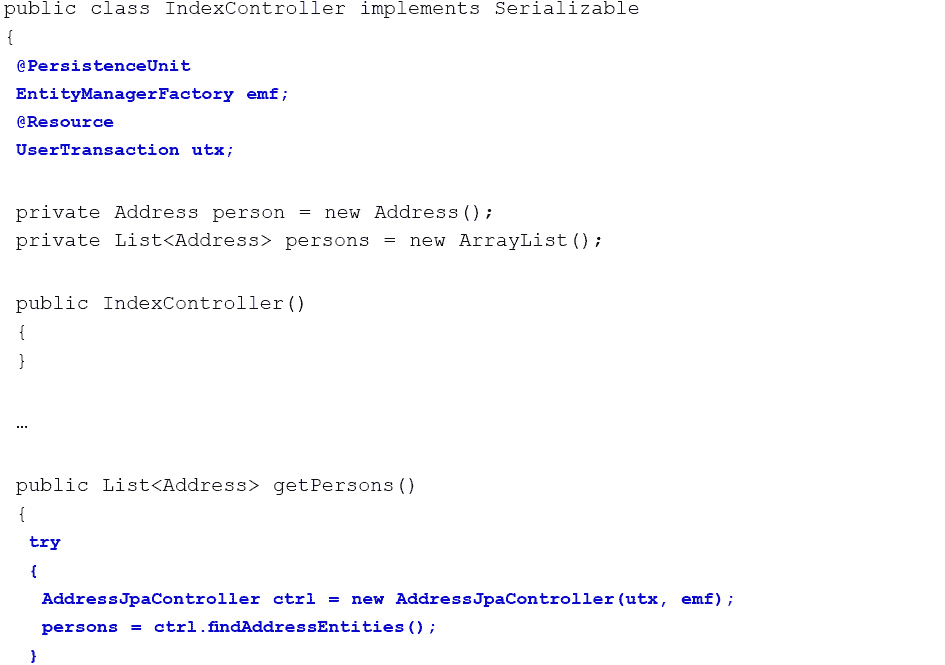 public class IndexController implements Serializable
{
@PersistenceUnit
EntityManagerFactory emf;
@Resource
UserTransaction utx;
private Address person = new Address();
private List<Address> persons = new ArrayList();
public IndexController()
{
}
…
public List<Address> getPersons()
{
try
{
AddressJpaController ctrl = new AddressJpaController(utx, emf);
persons = ctrl.findAddressEntities();
}